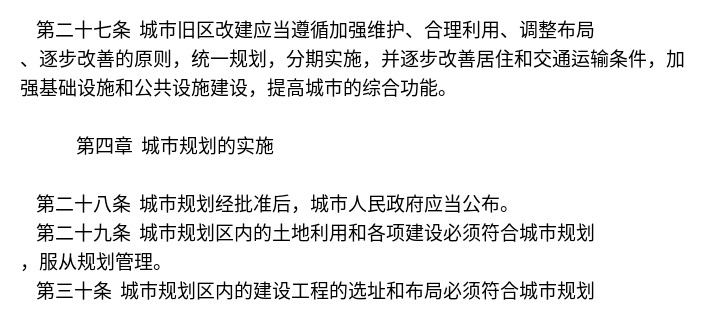 第二十七条 城市旧区改建应当遵循加强维护、合理利用、调整布局
、逐步改善的原则，统一规划，分期实施，并逐步改善居住和交通运输条件，加
强基础设施和公共设施建设，提高城市的综合功能。
第四章 城市规划的实施
第二十八条 城市规划经批准后，城市人民政府应当公布。
第二十九条 城市规划区内的土地利用和各项建设必须符合城市规划
，服从规划管理。
第三十条 城市规划区内的建设工程的选址和布局必须符合城市规划